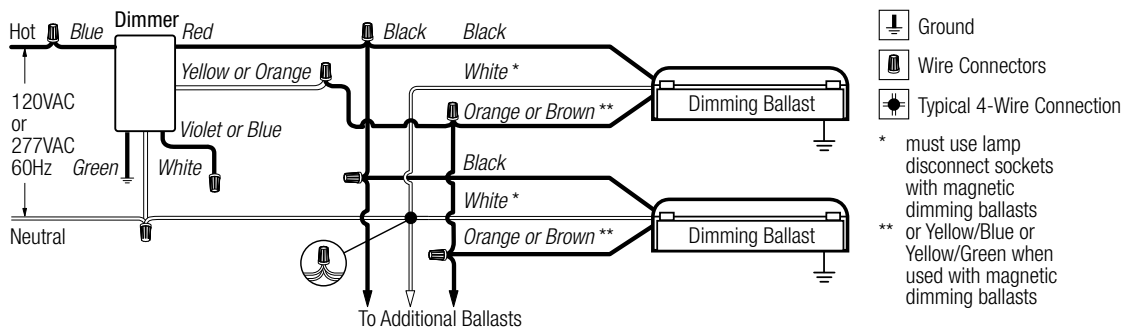 Dimmer
Hot Blue Red Black Black
Yellow or Orange White *
120VAC
or
277VAC
60Hz
Violet or Blue
Orange or Brown **
Dimming Ballast
Green White
Black
White *
Neutral
Orange or Brown **
Dimming Ballast
To Additional Ballasts
Ground
Wire Connectors
Typical 4-Wire Connection
* must use lamp
disconnect sockets
with magnetic
dimming ballasts
** or Yellow/Blue or
Yellow/Green when
used with magnetic
dimming ballasts